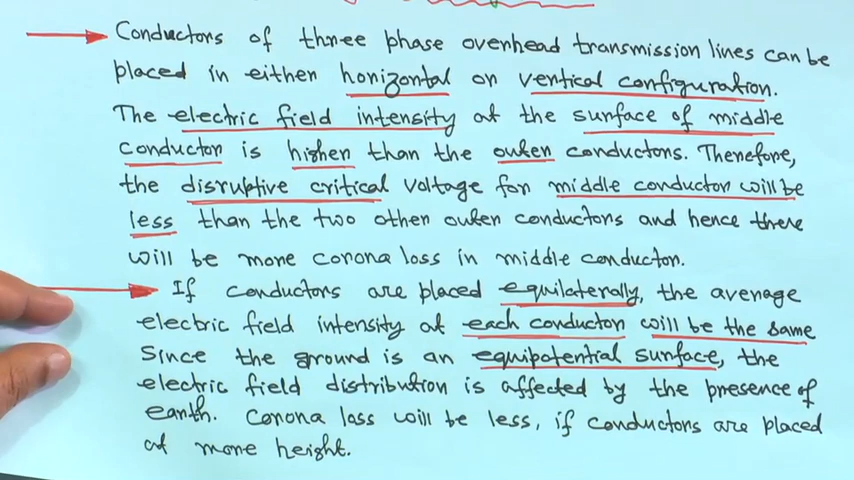 Conductors of three phase overhead transmission lines can be
placed in either horizontal or vertical configuration.
The electric field intensity at the surface of middle
conductor is higher than the outer conductors. Therefore,
the disruptive critical voltage for middle conductor will be
less than the two other outer conductors and hence there
will be more corona loss in middle conductor.
If conductors are placed equilaterally, the average
electric field intensity at each conductor will be the same
Since the ground is an equipotential surface, the
electric field distribution is affected by the presence of
earth. Corona loss will be less, if conductors are placed
at more height.